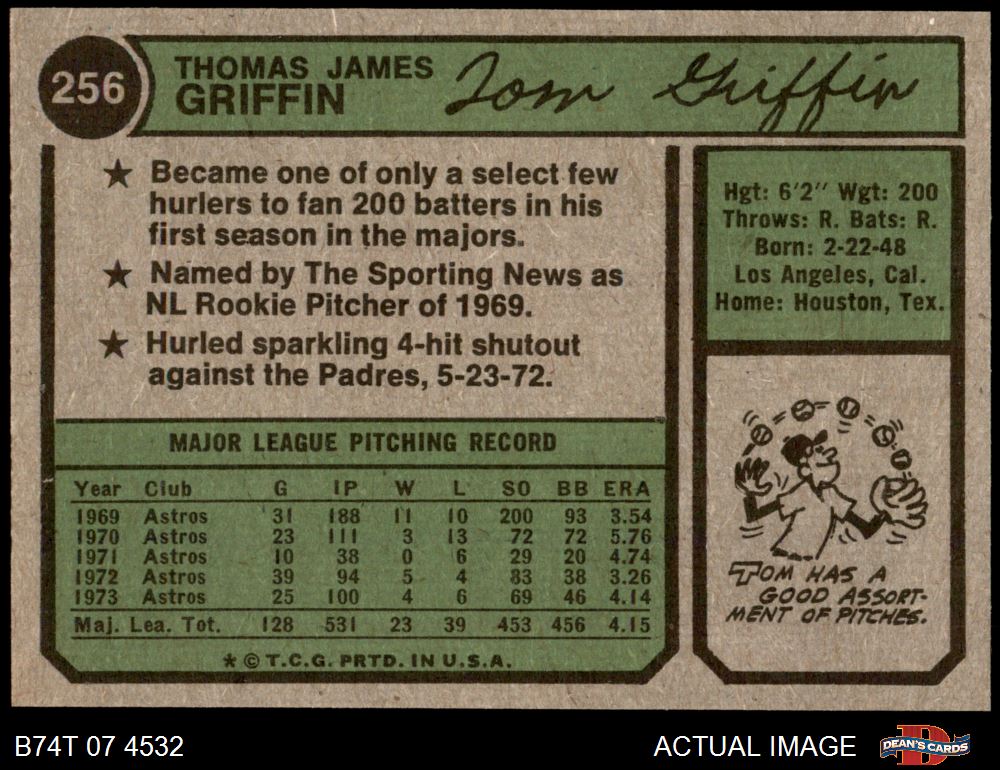 256
THOMAS JAMES
GRIFFIN
Tom Griffin
★ Became one of only a select few
hurlers to fan 200 batters in his
first season in the majors.
★ Named by The Sporting News as
NL Rookie Pitcher of 1969.
★ Hurled sparkling 4-hit shutout
against the Padres, 5-23-72.
Hgt: 6'2" Wgt: 200
Throws: R. Bats: R.
Born: 2-22-48
Los Angeles, Cal.
Home: Houston, Tex.
MAJOR LEAGUE PITCHING RECORD
Year Club G IP W L SO BB ERA
1969 Astros 31 188 11 10 200 93 3.54
1970 Astros 23 111 3 13 72 72 5.76
1971 Astros 10 38 0 6 29 20 4.74
1972 Astros 39 94 5 4 83 38 3.26
1973 Astros 25 100 4 6 69 46 4.14
Maj. Lea. Tot. 128 531 23 39 453 456 4.15
* © T.C.G. PRTD. IN U.S.A.
TOM HAS A
GOOD ASSORT-
MENT OF PITCHES.
B74T 07 4532
ACTUAL IMAGE
D
DEAN'S CARDS